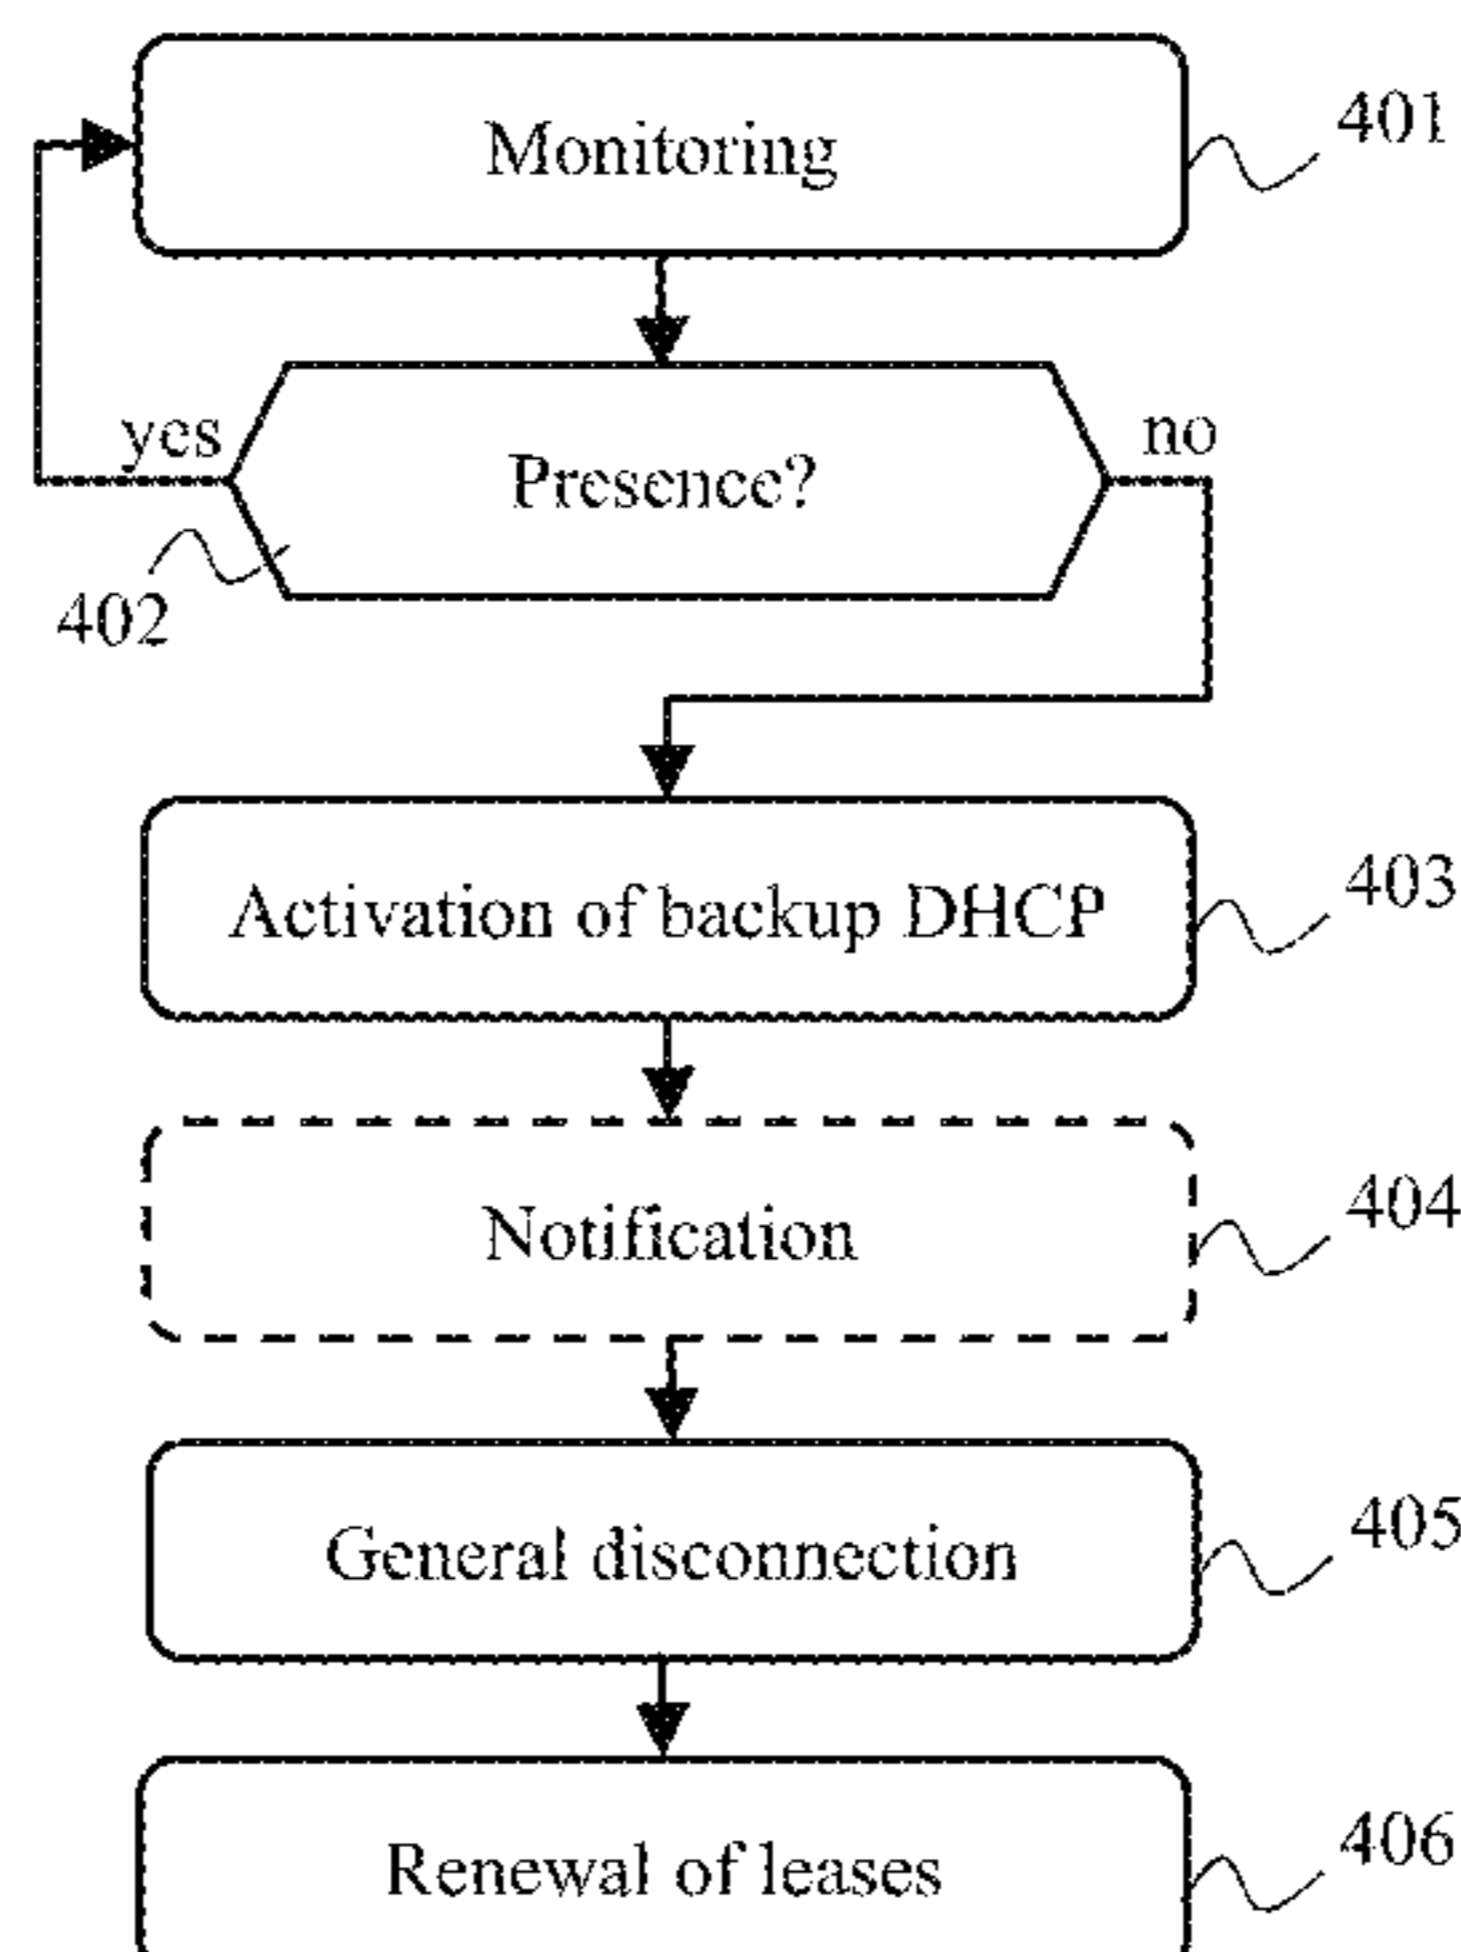 Monitoring
401
yes
no
Presence?
402
Activation of backup DHCP
403
Notification
404
General disconnection
405
Renewal of leases
406